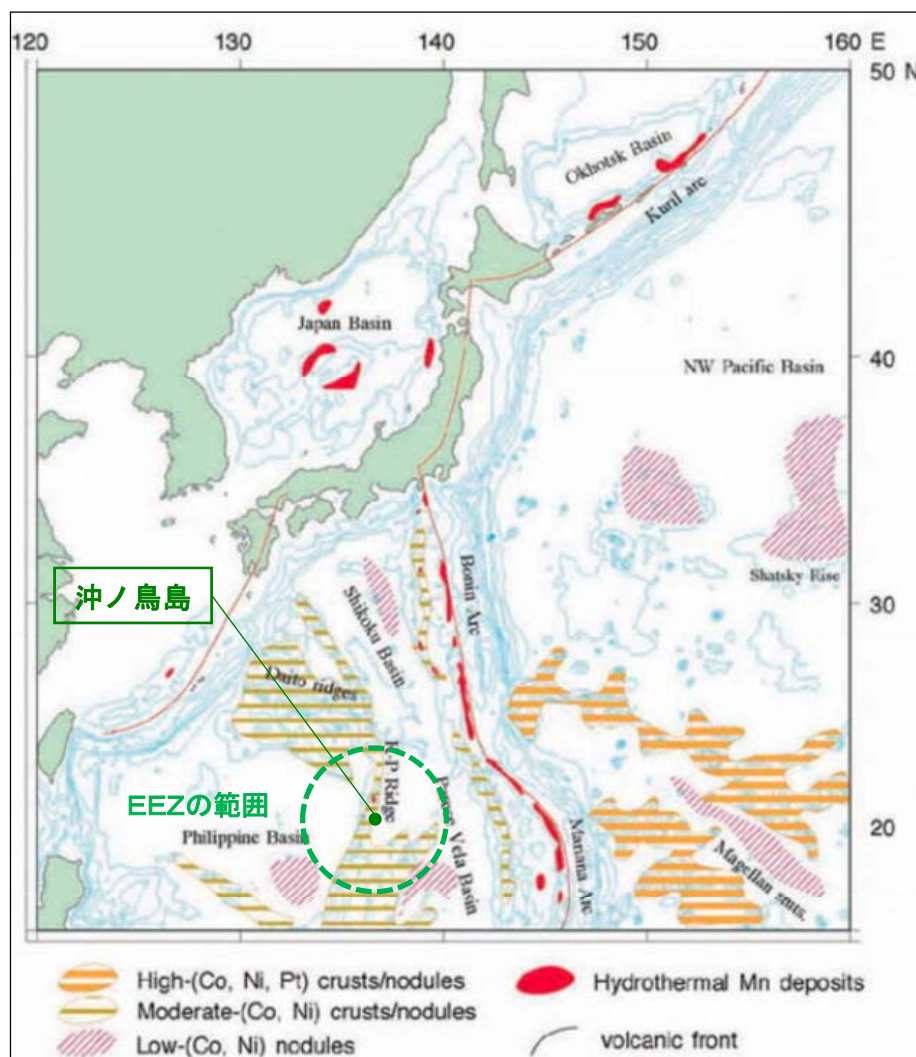 120 130 140 150 160 E
50 N
Okhotsk Basin
Kuril arc
Japan Basin
40
NW Pacific Basin
Shatsky Rise
沖ノ鳥島
Bonin Arc
30
Shikoku Basin
Daito ridges
K-P Ridge
EEZの範囲
Parece Vela Basin
Philippine Basin
20
Mariana Arc
Magellan smts.
High-(Co, Ni, Pt) crusts/nodules
Hydrothermal Mn deposits
Moderate-(Co, Ni) crusts/nodules
Low-(Co, Ni) nodules
volcanic front